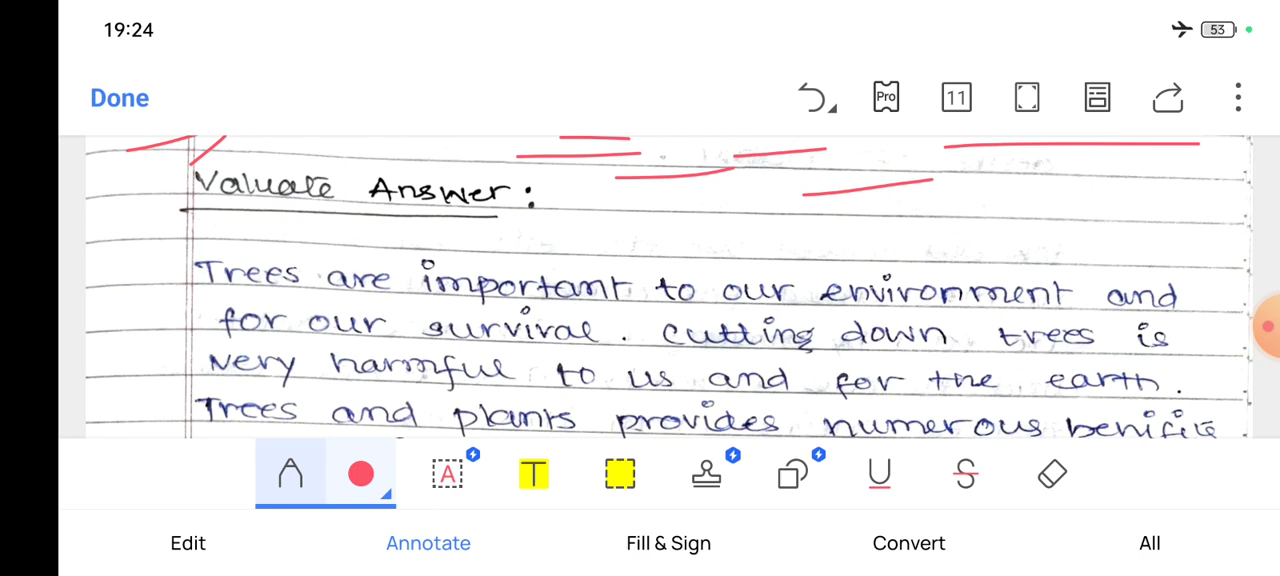 19:24
53
Done
Pro
11
Valuate Answer:
Trees are important to our environment and
for our survival. cutting down trees is
very harmful to us and for the earth.
Trees and plants provides numerous benifits
A
T
U
S
Edit
Annotate
Fill & Sign
Convert
All